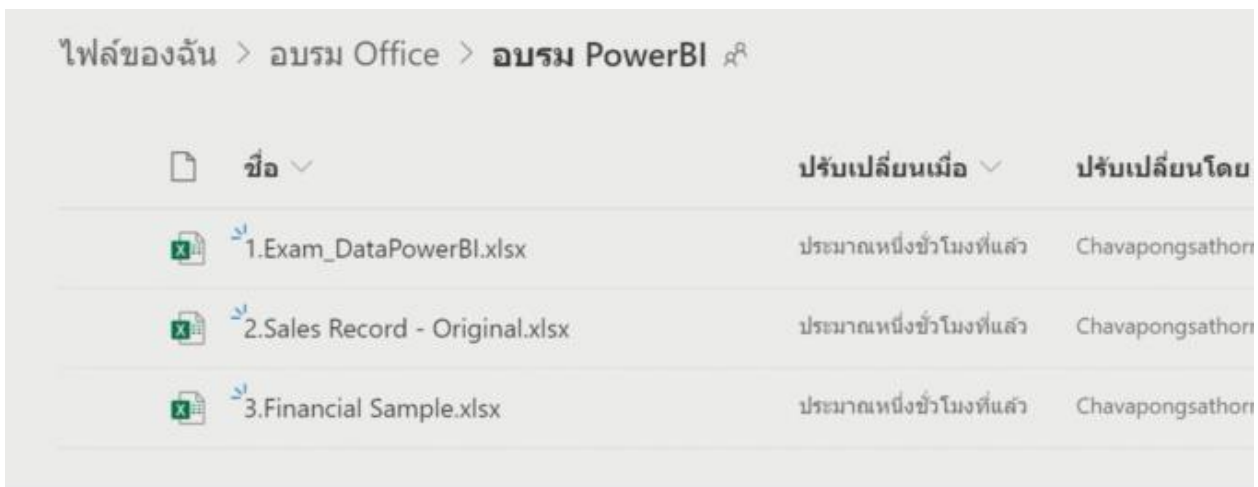 ไฟล์ของฉัน > อบรม Office > อบรม PowerBI
ชื่อ ปรับเปลี่ยนเมื่อ ปรับเปลี่ยนโดย
1.Exam_DataPowerBI.xlsx ประมาณหนึ่งชั่วโมงที่แล้ว Chavapongsathorn
2.Sales Record - Original.xlsx ประมาณหนึ่งชั่วโมงที่แล้ว Chavapongsathorn
3.Financial Sample.xlsx ประมาณหนึ่งชั่วโมงที่แล้ว Chavapongsathorn